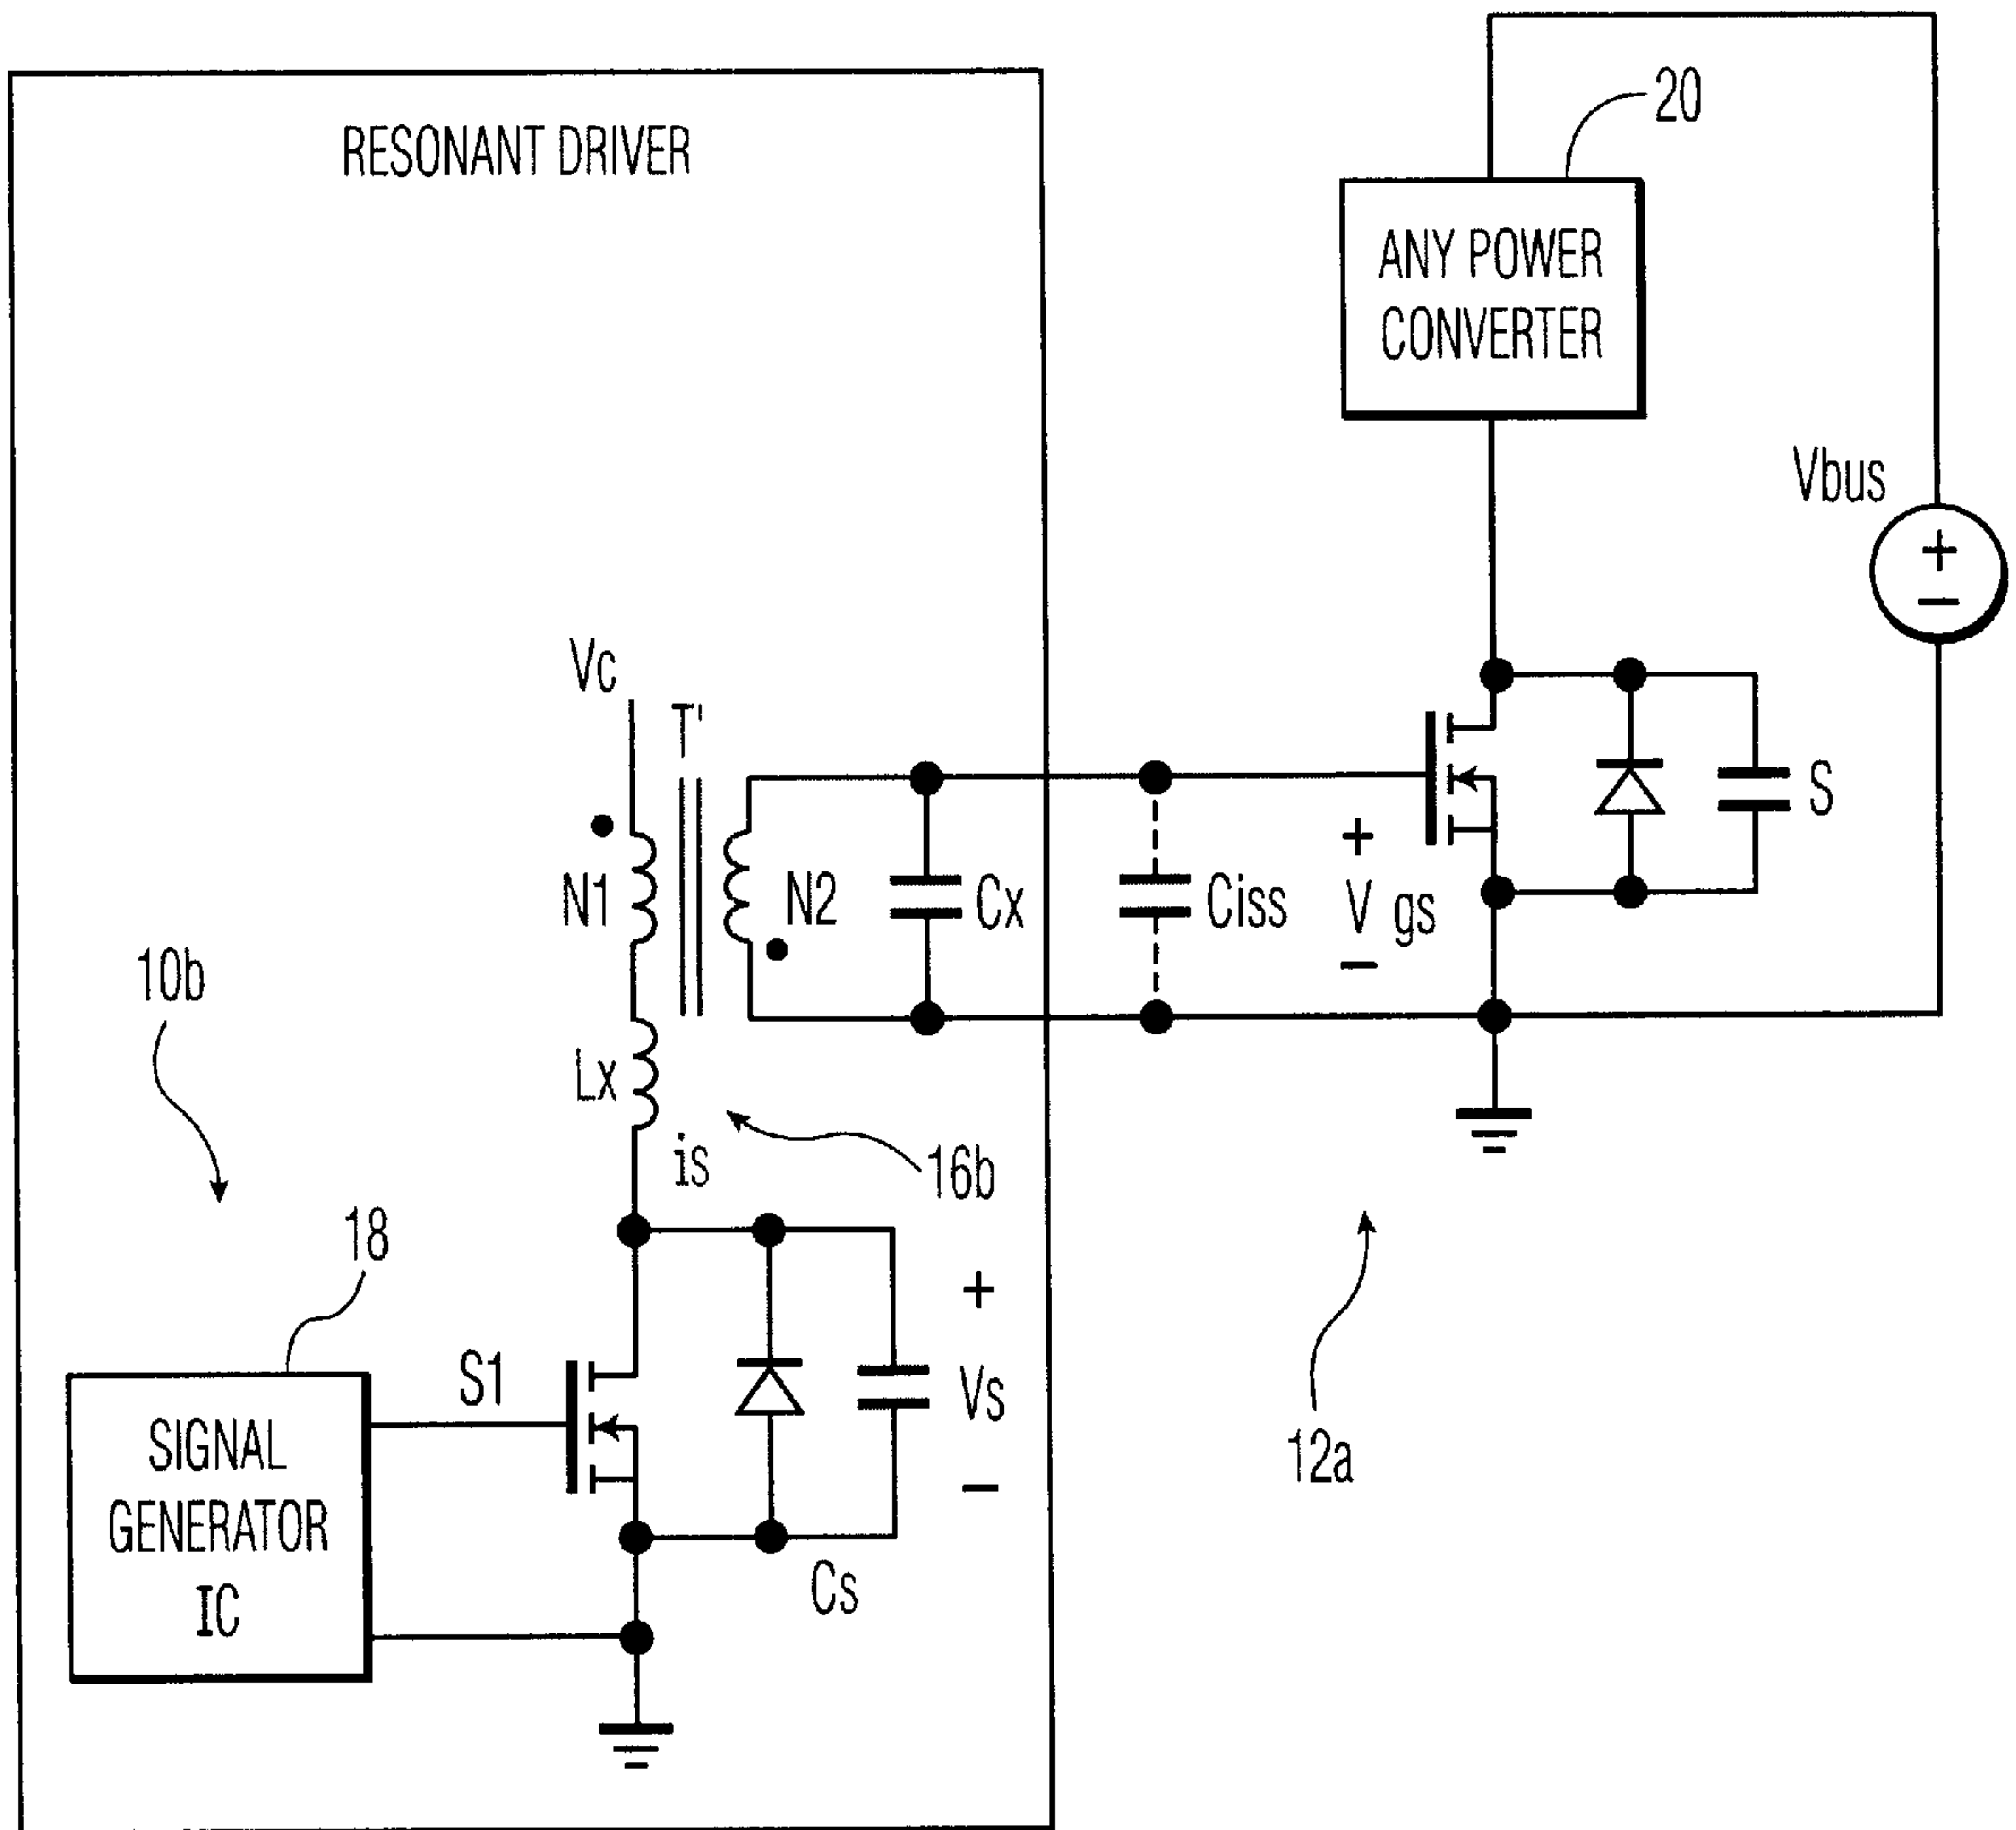 RESONANT DRIVER
20
ANY POWER
CONVERTER
Vbus
+
−
Vc
T'
N1
N2
Cx
Ciss
+
V gs
−
S
10b
Lx
is
16b
18
S1
+
Vs
−
Cs
12a
SIGNAL
GENERATOR
IC